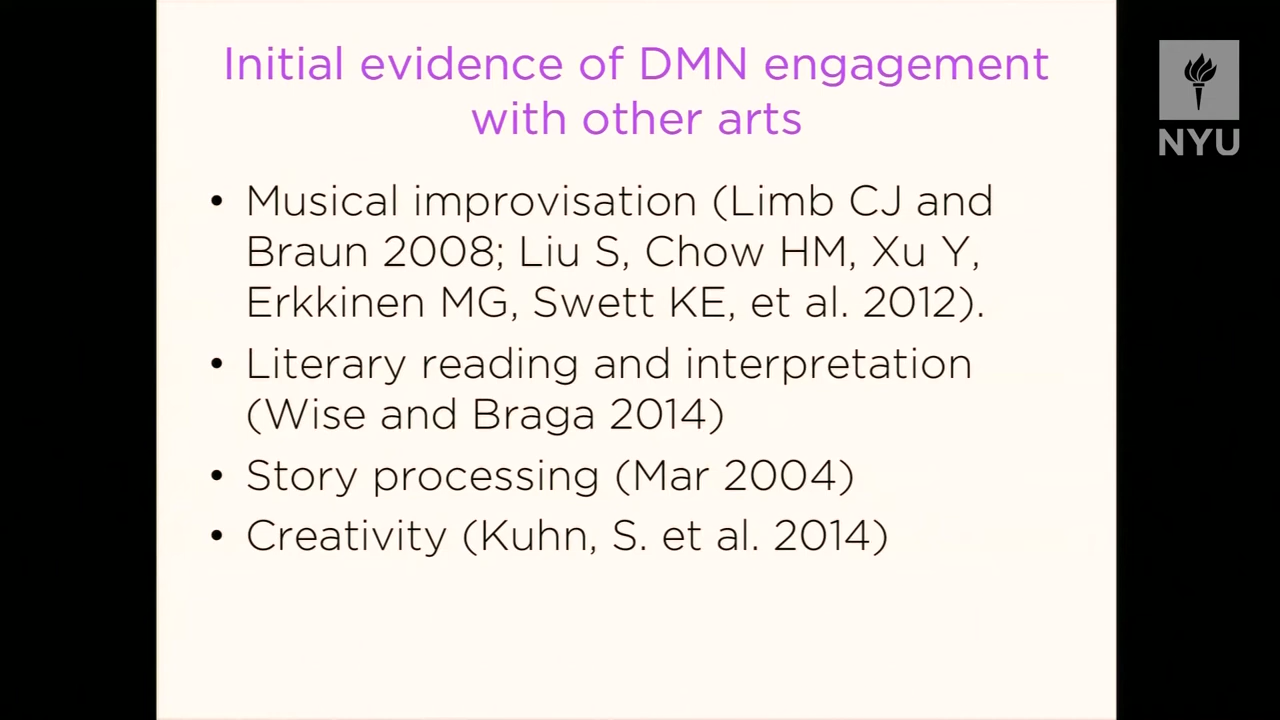 Initial evidence of DMN engagement
with other arts
• Musical improvisation (Limb CJ and
Braun 2008; Liu S, Chow HM, Xu Y,
Erkkinen MG, Swett KE, et al. 2012).
• Literary reading and interpretation
(Wise and Braga 2014)
• Story processing (Mar 2004)
• Creativity (Kuhn, S. et al. 2014)
NYU